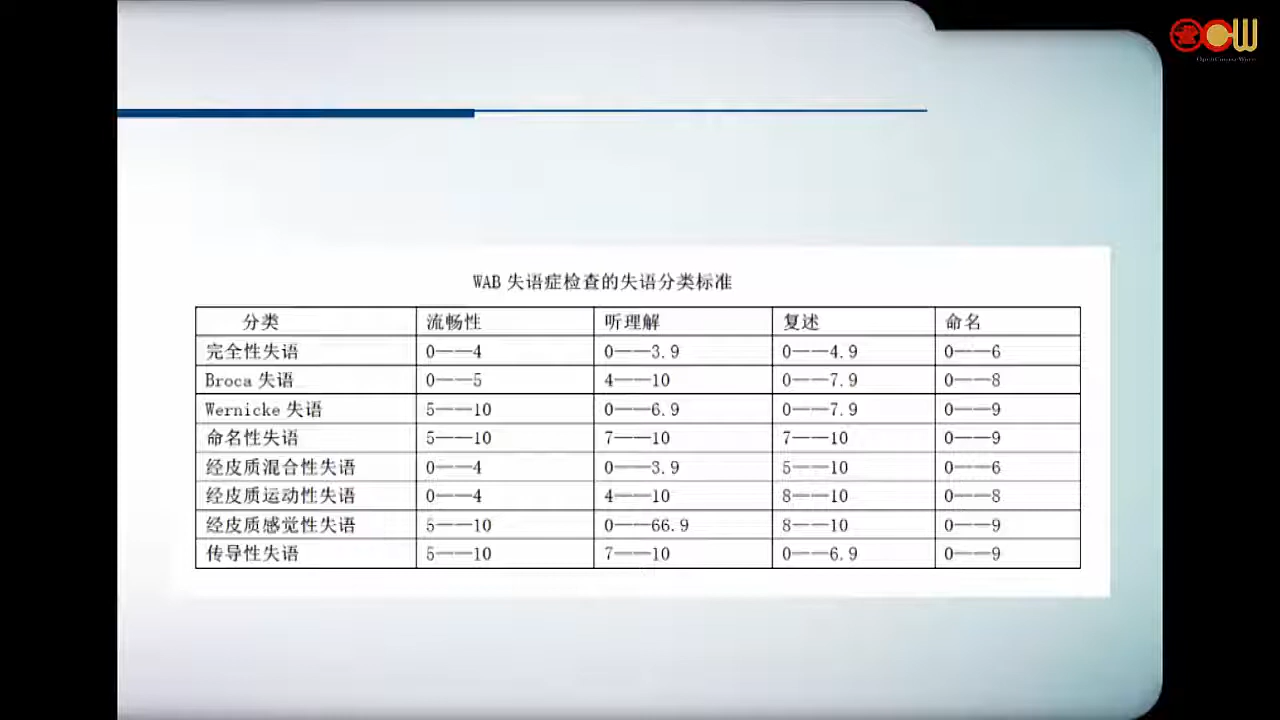 WAB 失语症检查的失语分类标准
分类 流畅性 听理解 复述 命名
完全性失语 0——4 0——3.9 0——4.9 0——6
Broca 失语 0——5 4——10 0——7.9 0——8
Wernicke 失语 5——10 0——6.9 0——7.9 0——9
命名性失语 5——10 7——10 7——10 0——9
经皮质混合性失语 0——4 0——3.9 5——10 0——6
经皮质运动性失语 0——4 4——10 8——10 0——8
经皮质感觉性失语 5——10 0——66.9 8——10 0——9
传导性失语 5——10 7——10 0——6.9 0——9